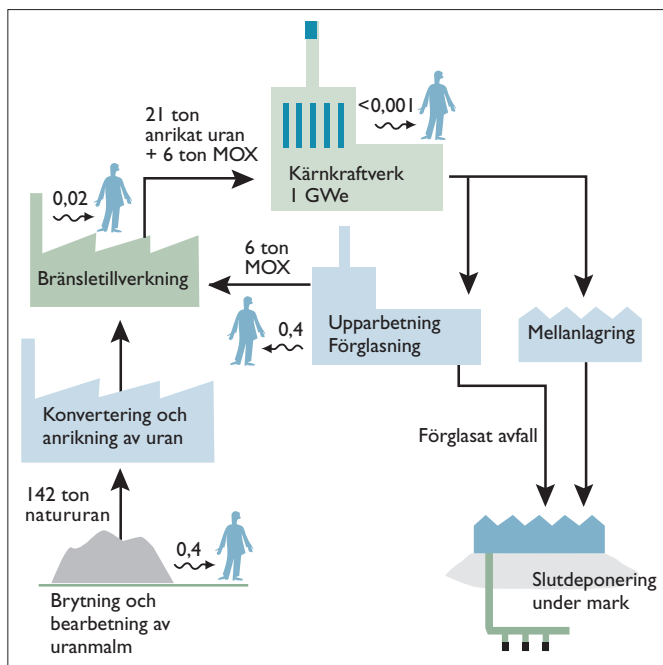 21 ton
anrikat uran
+ 6 ton MOX
<0,001
Kärnkraftverk
1 GWe
0,02
Bränsletillverkning
6 ton
MOX
Upparbetning
Förglasning
0,4
Mellanlagring
Konvertering och
anrikning av uran
Förglasat avfall
142 ton
natururan
0,4
Brytning och
bearbetning av
uranmalm
Slutdeponering
under mark